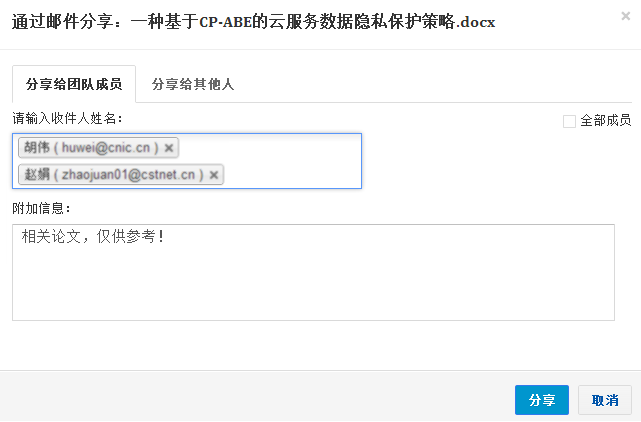 通过邮件分享：一种基于CP-ABE的云服务数据隐私保护策略.docx ×
分享给团队成员 分享给其他人
请输入收件人姓名： 全部成员
胡伟 ( huwei@cnic.cn ) ×
赵娟 ( zhaojuan01@cstnet.cn ) ×
附加信息：
相关论文，仅供参考！
分享 取消